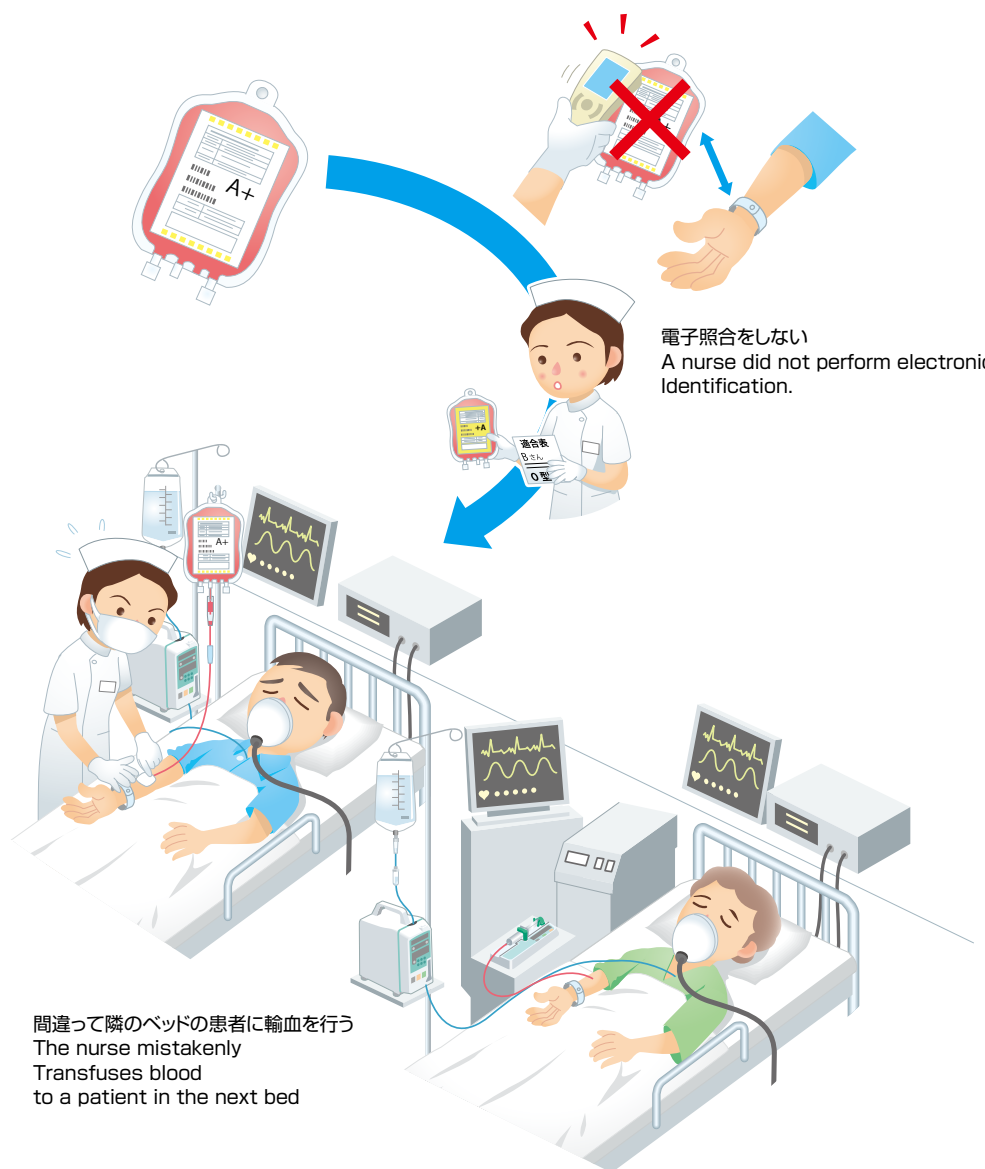 A+
電子照合をしない
A nurse did not perform electronic
Identification.
+A
適合表
Bさん
O型
A+
間違って隣のベッドの患者に輸血を行う
The nurse mistakenly
Transfuses blood
to a patient in the next bed